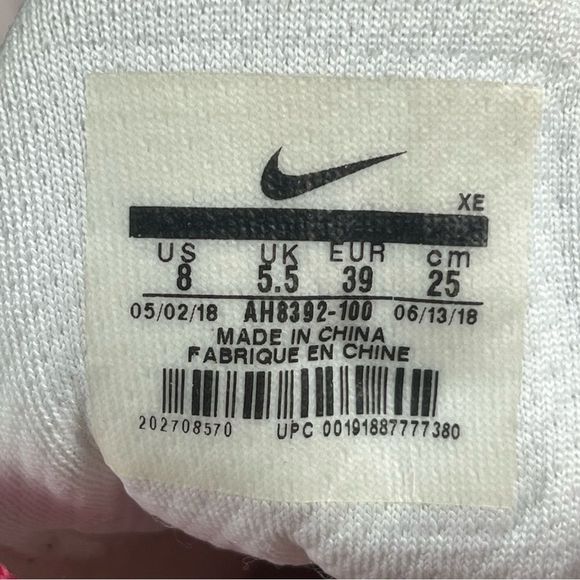 XE
US UK EUR cm
8 5.5 39 25
05/02/18 AH8392-100 06/13/18
MADE IN CHINA
FABRIQUE EN CHINE
202708570 UPC 00191887777380